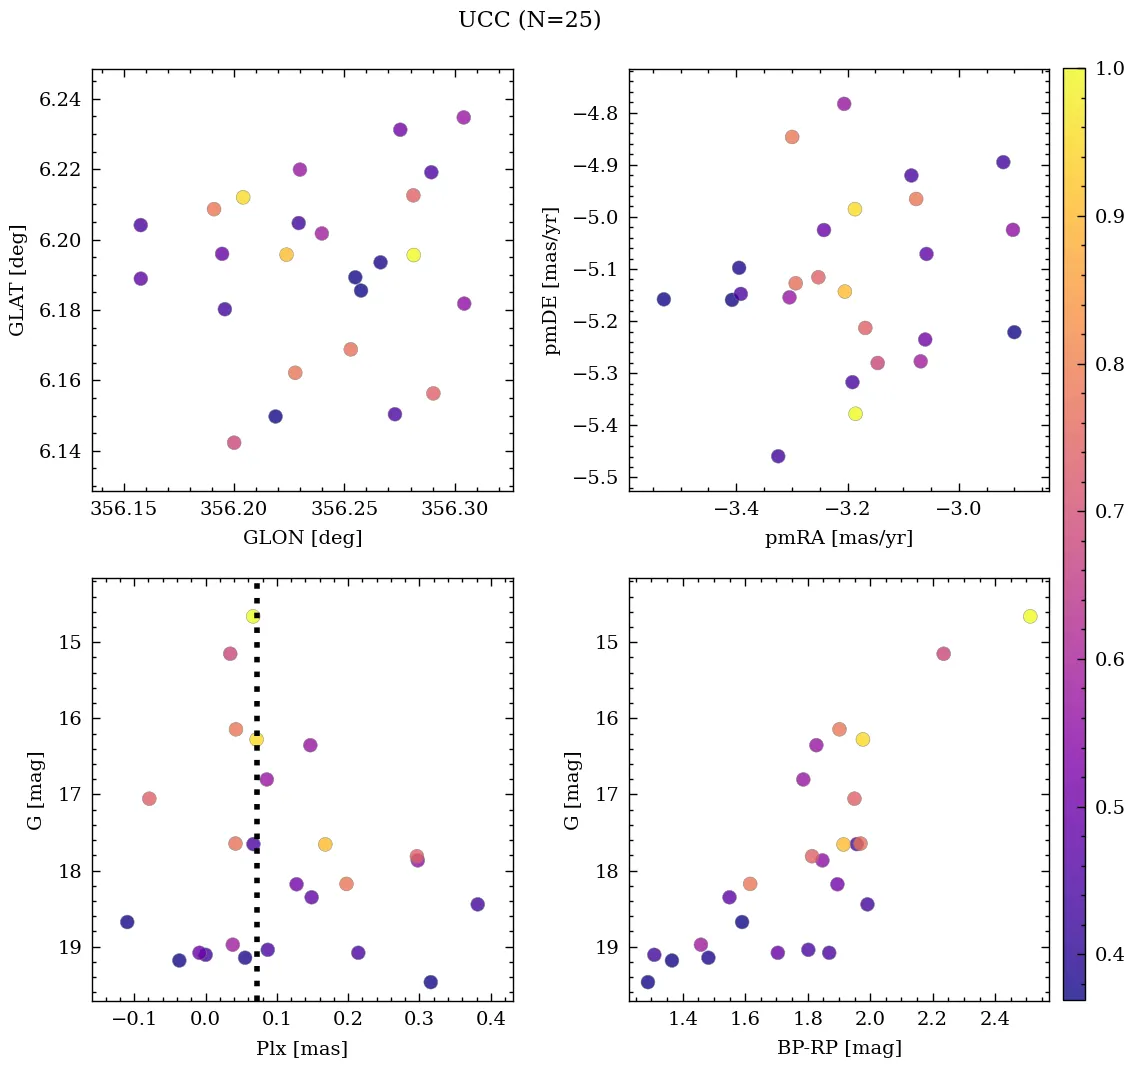 UCC (N=25)
6.24
6.22
6.20
6.18
6.16
6.14
GLAT [deg]
356.15 356.20 356.25 356.30
GLON [deg]
−4.8
−4.9
−5.0
−5.1
−5.2
−5.3
−5.4
−5.5
pmDE [mas/yr]
−3.4 −3.2 −3.0
pmRA [mas/yr]
15
16
17
18
19
G [mag]
−0.1 0.0 0.1 0.2 0.3 0.4
Plx [mas]
15
16
17
18
19
G [mag]
1.4 1.6 1.8 2.0 2.2 2.4
BP-RP [mag]
1.0
0.9
0.8
0.7
0.6
0.5
0.4